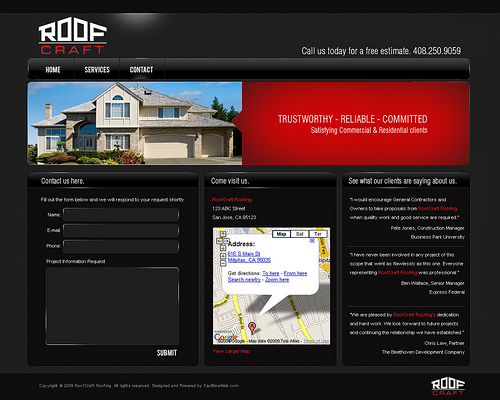 ROOF
CRAFT
Call us today for a free estimate. 408.250.9059
HOME
SERVICES
CONTACT
TRUSTWORTHY - RELIABLE - COMMITTED
Satisfying Commercial & Residential clients
Contact us here.
Fill out the form below and we will respond to your request shortly.
Name:
E-mail:
Phone:
Project Information Request
SUBMIT
Come visit us.
RoofCraft Roofing
123 ABC Street
San Jose, CA 95123
Map
Sat
Ter
Address:
616 S Main St
Milpitas, CA 95035
Get directions: To here - From here
Search nearby - Zoom here
Google
©2009 Google - Map data ©2009 Tele Atlas - Terms of Use
View Larger Map
See what our clients are saying about us.
"I would encourage General Contractors and
Owners to take proposals from RoofCraft Roofing
when quality work and good service are required."
Pete Jones, Construction Manager
Business Park University
"I have never been involved in any project of this
scope that went as flawlessly as this one. Everyone
representing RoofCraft Roofing was professional."
Ben Wallace, Senior Manager
Express Federal
"We are pleased by RoofCraft Roofing's dedication
and hard work. We look forward to future projects
and continuing the relationship we have established."
Chris Law, Partner
The Beethoven Development Company
Copyright © 2009 RoofCraft Roofing. All rights reserved. Designed and Powered by FaultlineWeb.com.
ROOF
CRAFT